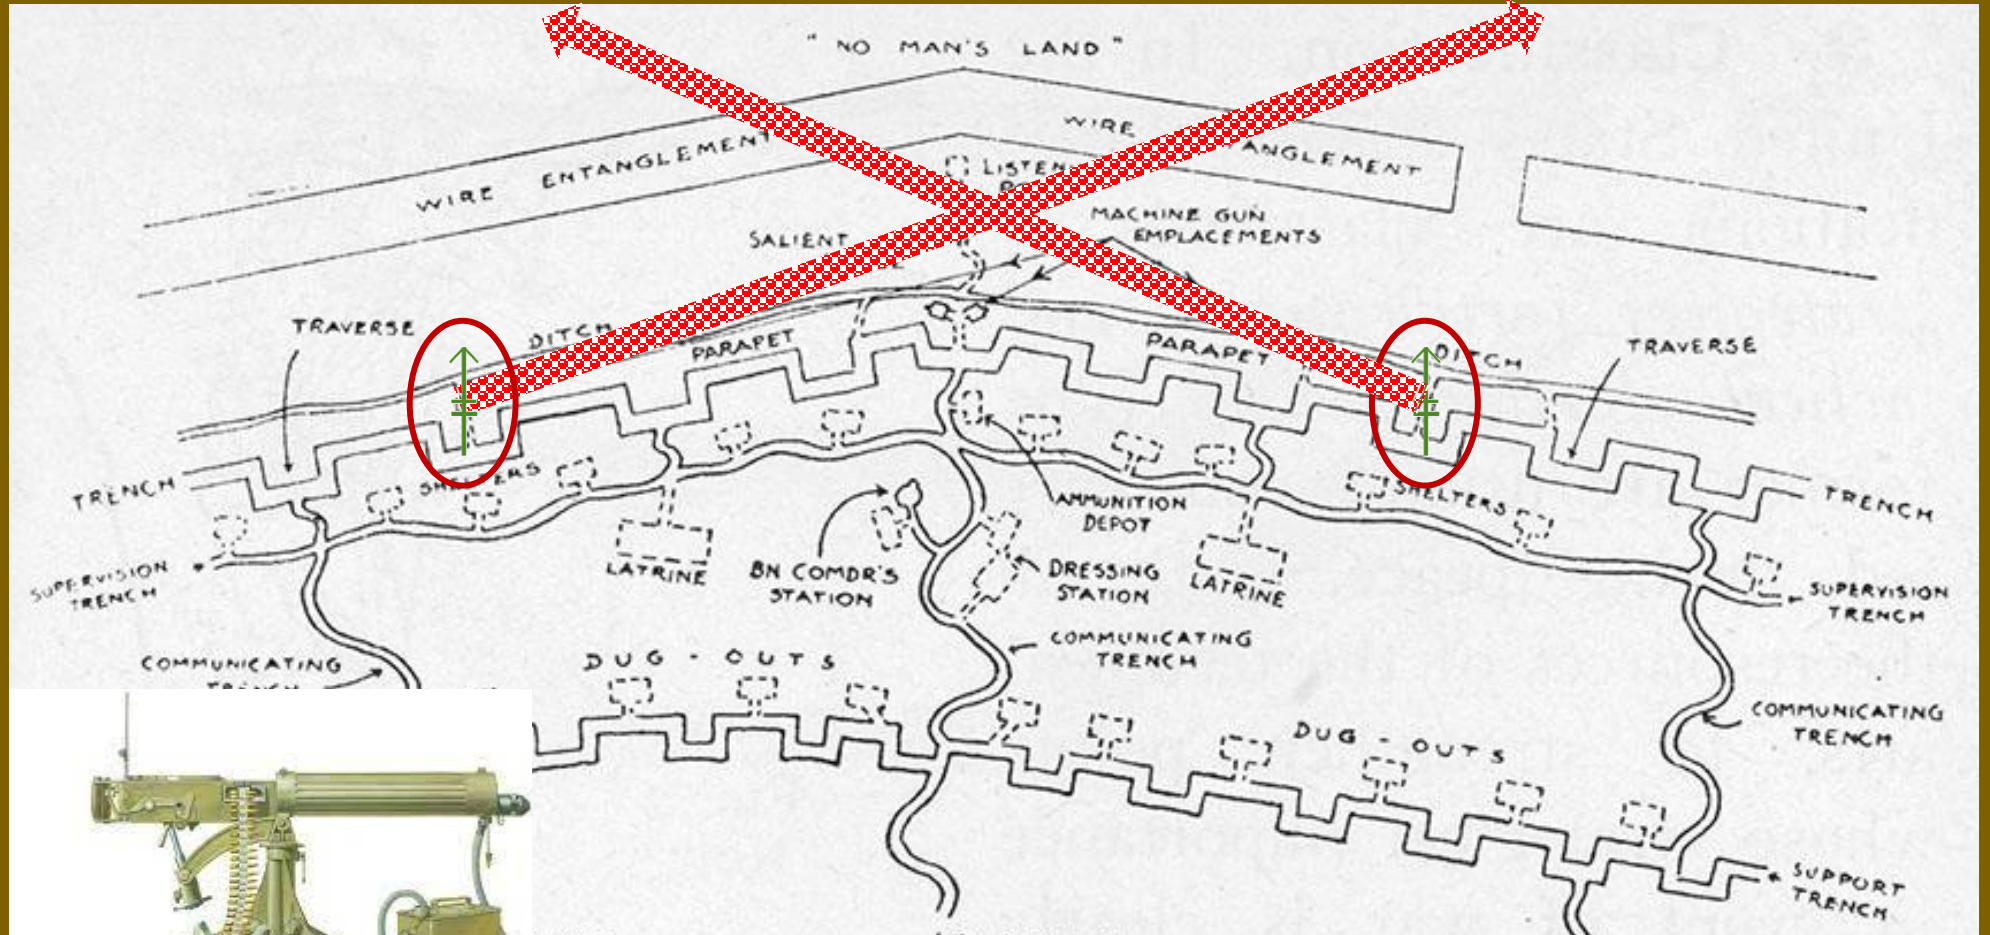 " NO MAN'S LAND "
WIRE ENTANGLEMENT
WIRE
MACHINE GUN
EMPLACEMENTS
SALIENT
TRAVERSE
DITCH
PARAPET
PARAPET
DITCH
TRAVERSE
TRENCH
SHELTERS
AMMUNITION
DEPOT
SHELTERS
TRENCH
SUPERVISION
TRENCH
LATRINE
BN COMDR'S
STATION
DRESSING
STATION
LATRINE
SUPERVISION
TRENCH
COMMUNICATING
DUG - OUTS
COMMUNICATING
TRENCH
COMMUNICATING
TRENCH
DUG - OUTS
SUPPORT
TRENCH